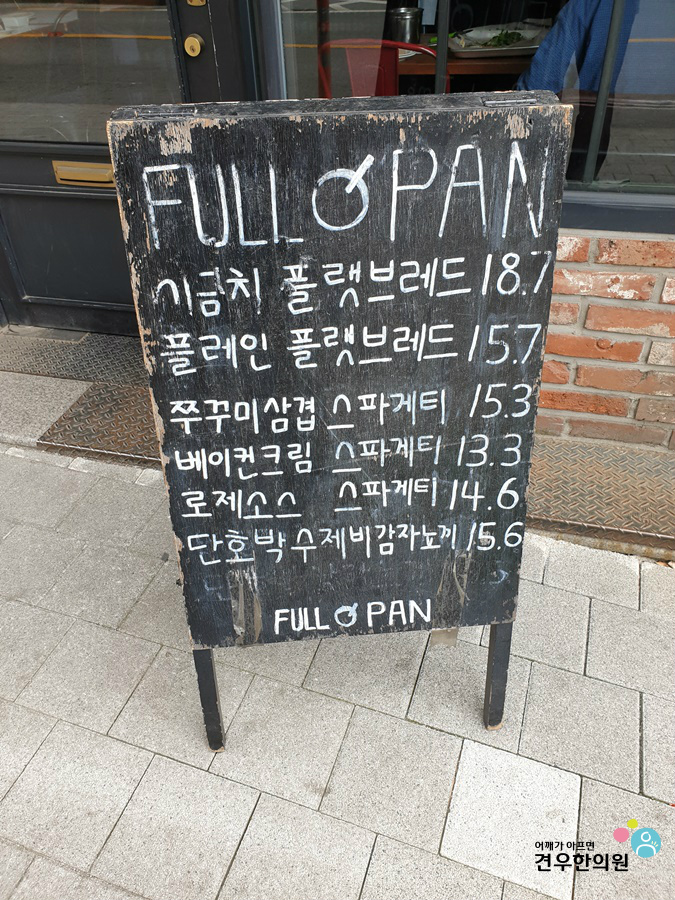 FULL PAN
시금치 플랫브레드 18.7
플레인 플랫브레드 15.7
쭈꾸미삼겹 스파게티 15.3
베이컨크림 스파게티 13.3
로제소스 스파게티 14.6
단호박수제비감자뇨끼 15.6
FULL PAN
어깨가 아프면
견우한의원